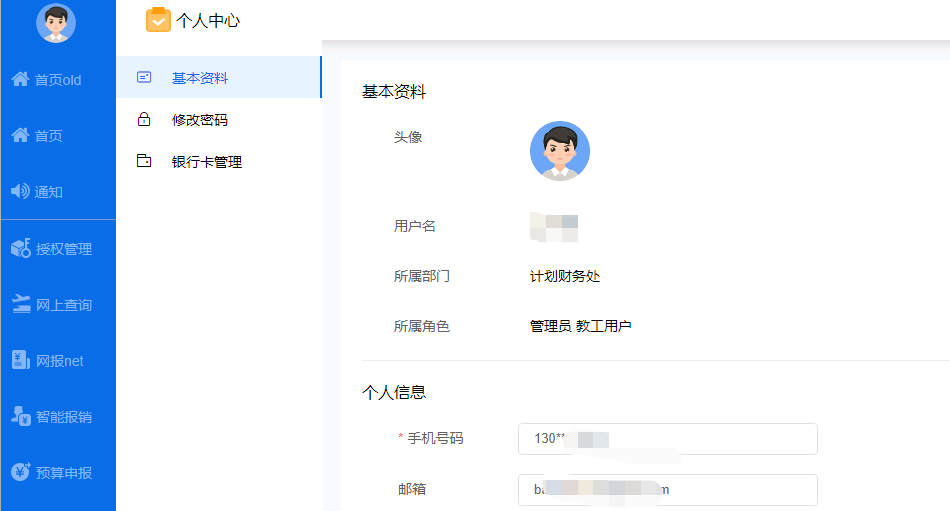 个人中心
首页old
首页
通知
授权管理
网上查询
网报net
智能报销
预算申报
基本资料
修改密码
银行卡管理
基本资料
头像
用户名
所属部门 计划财务处
所属角色 管理员 教工用户
个人信息
* 手机号码 130**
邮箱